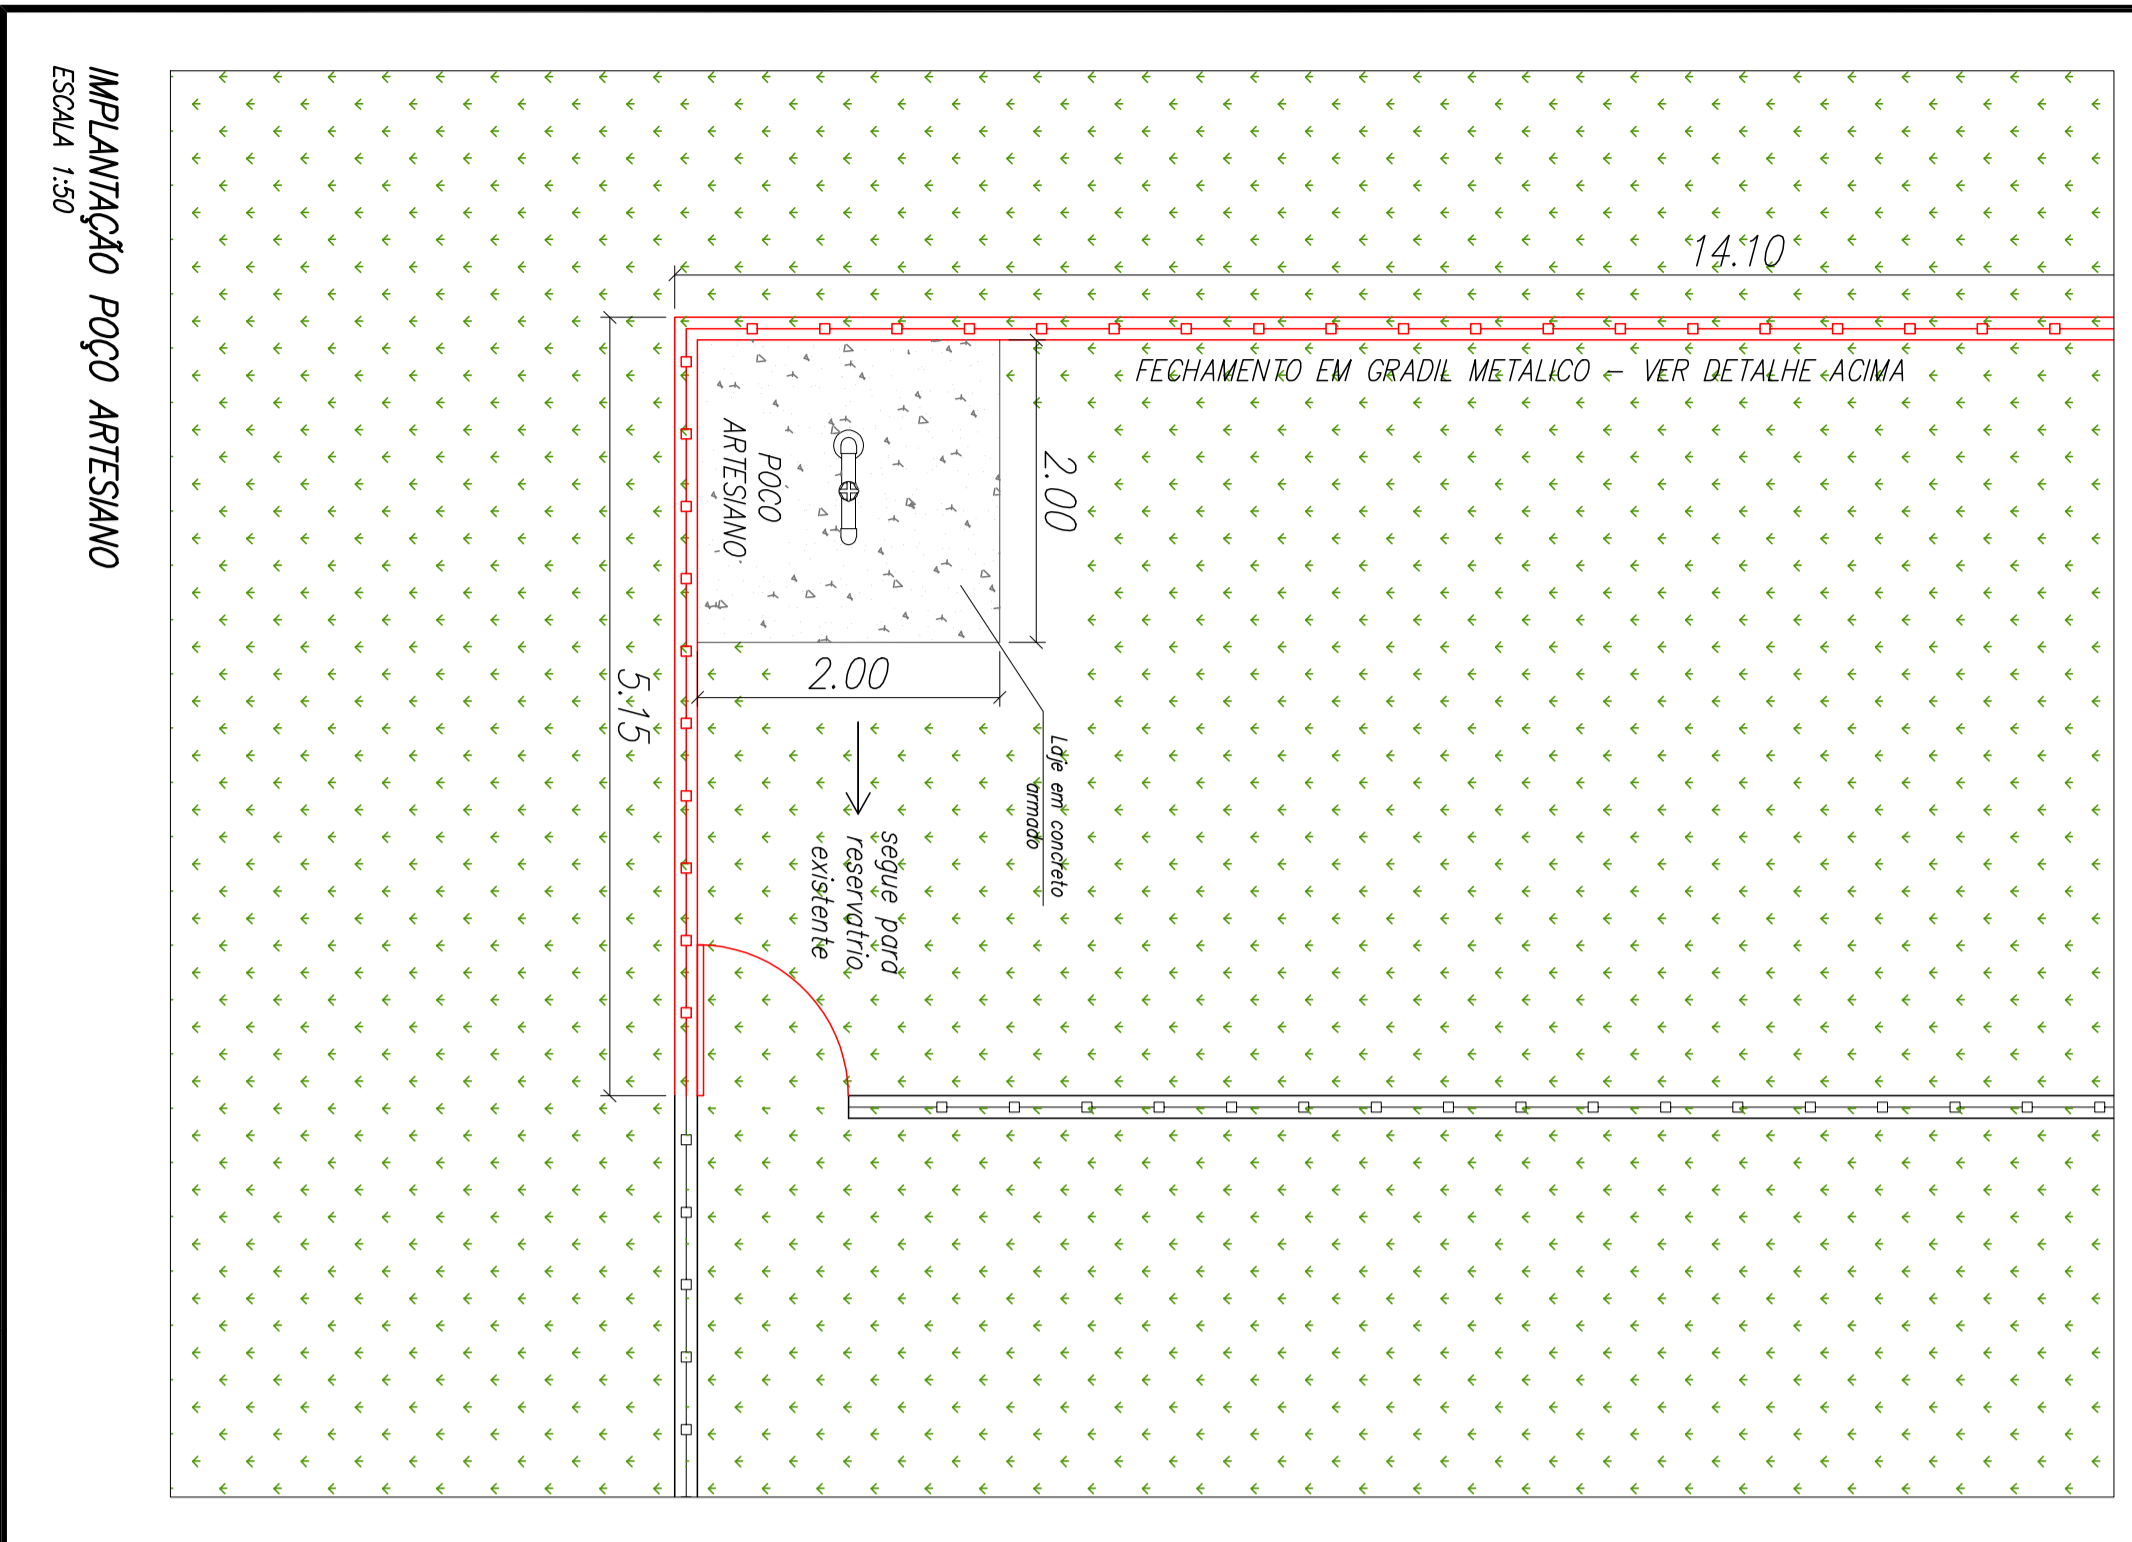 IMPLANTAÇÃO POÇO ARTESIANO
ESCALA 1:50
14.10
FECHAMENTO EM GRADIL METALICO - VER DETALHE ACIMA
2.00
POÇO
ARTESIANO
2.00
5.15
Laje em concreto
armado
segue para
reservatrio
existente